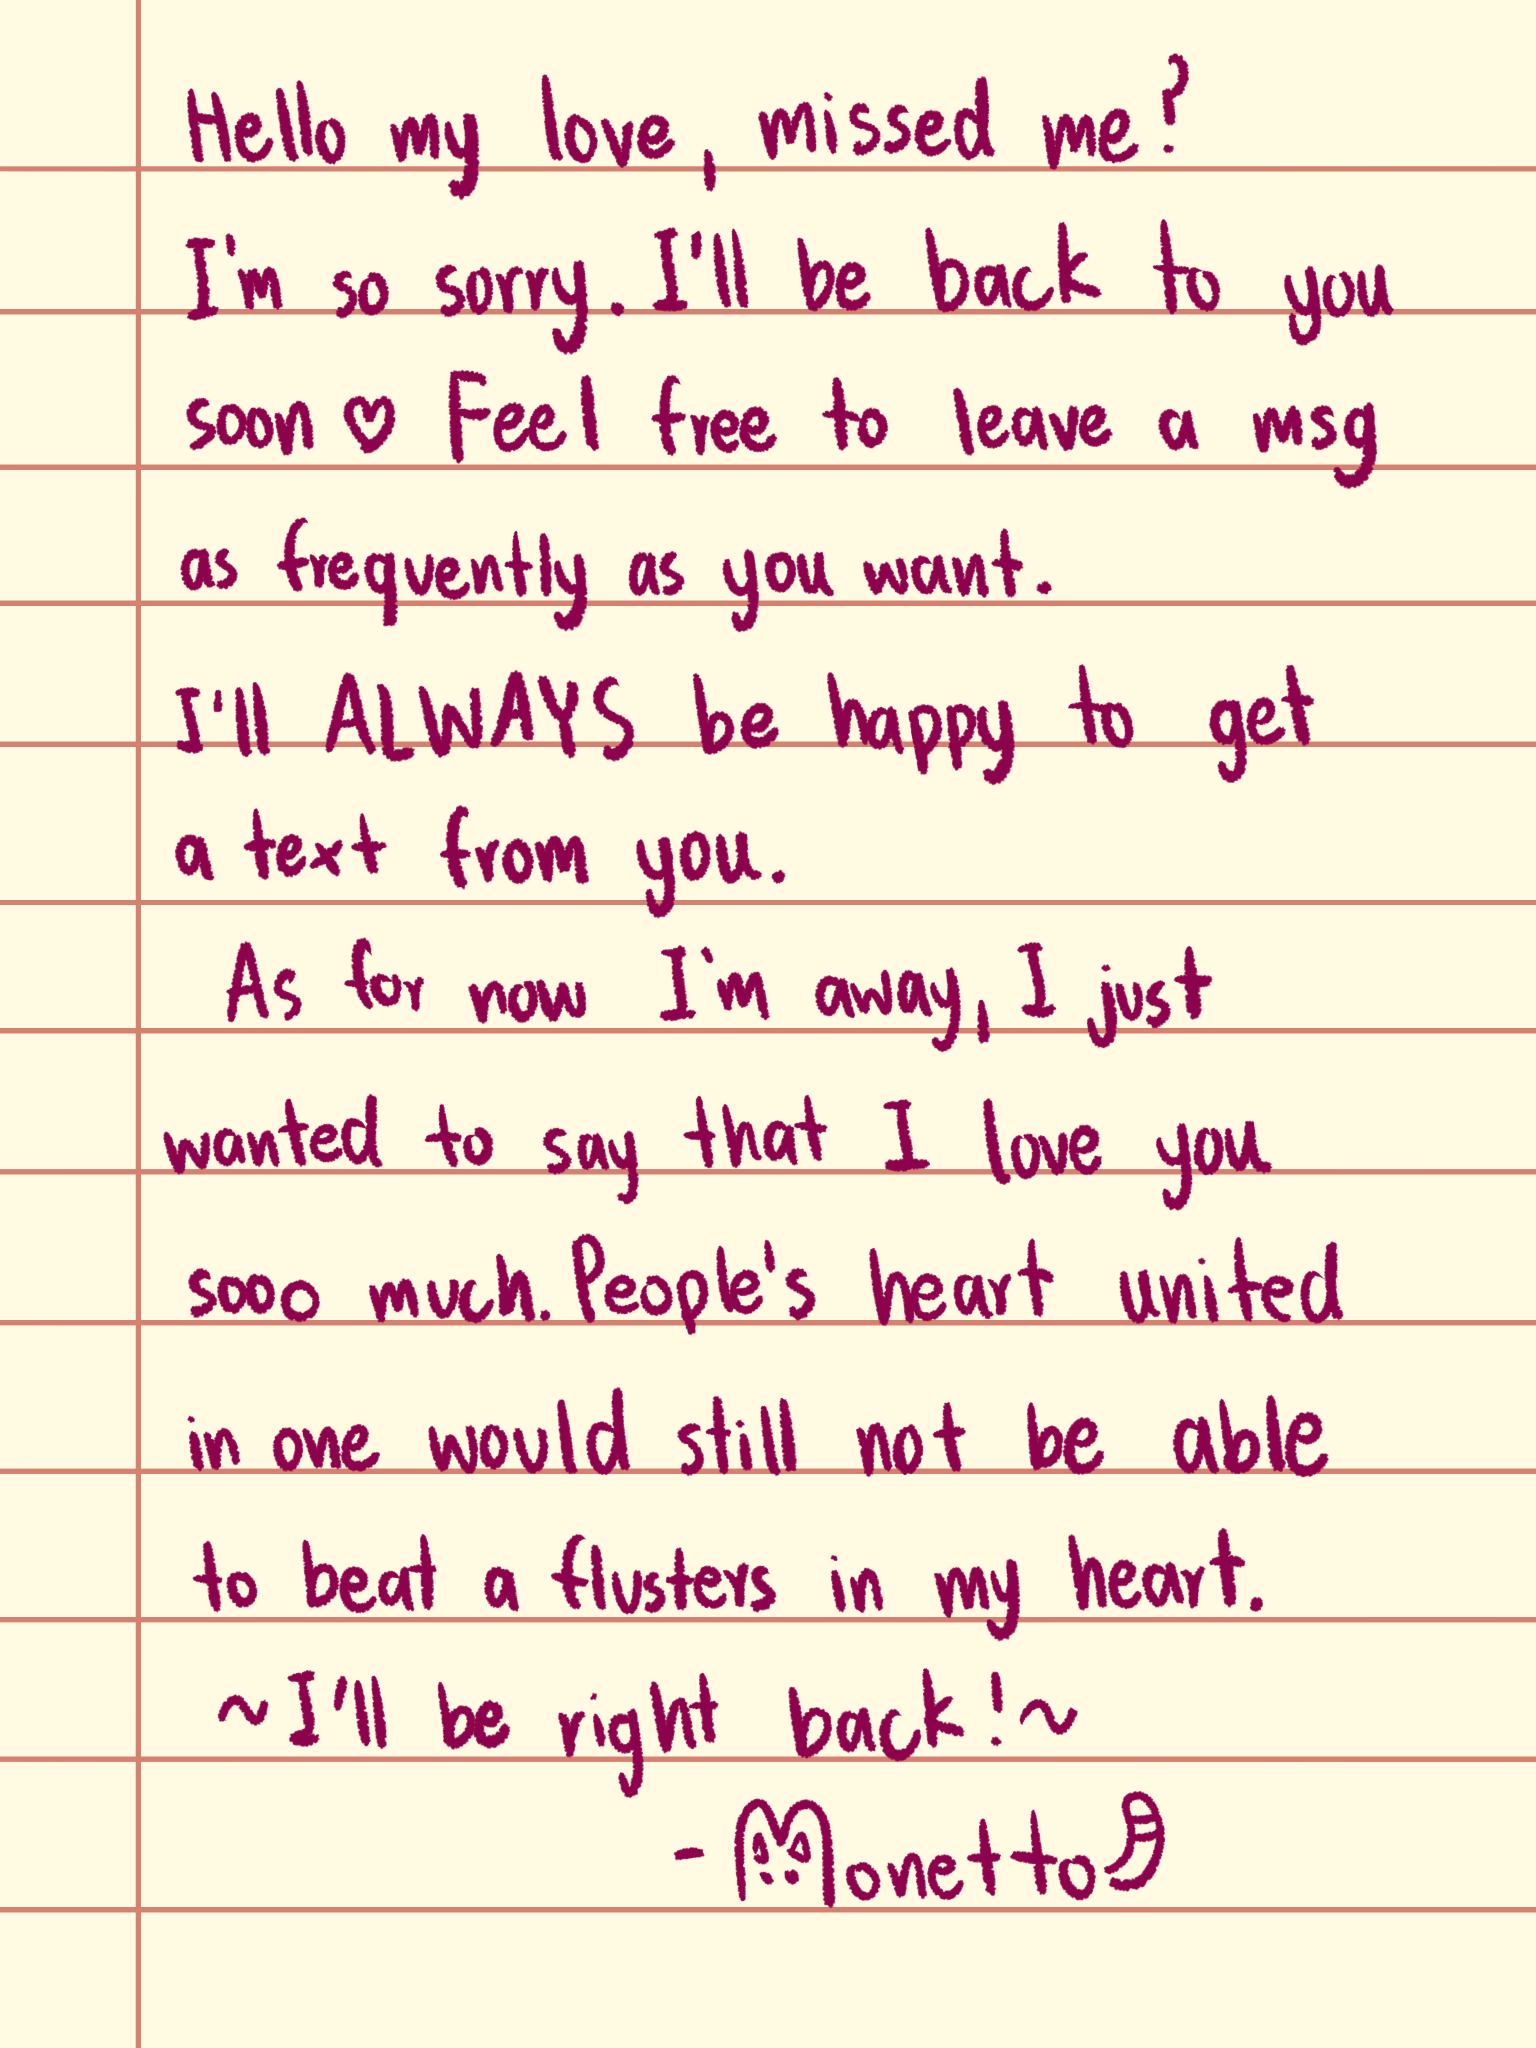 Hello my love, missed me?
I'm so sorry. I'll be back to you
soon ♡ Feel free to leave a msg
as frequently as you want.
I'll ALWAYS be happy to get
a text from you.
As for now I'm away, I just
wanted to say that I love you
sooo much. People's heart united
in one would still not be able
to beat a flusters in my heart.
~I'll be right back!~
- Monetto